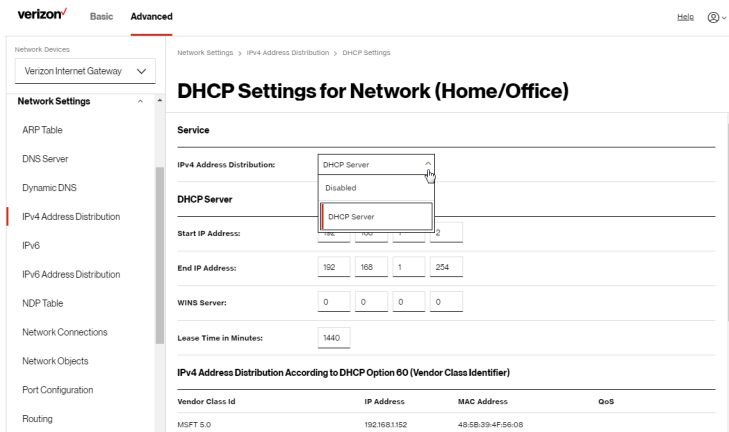 verizon Basic Advanced Help
Network Devices
Verizon Internet Gateway
Network Settings
ARP Table
DNS Server
Dynamic DNS
IPv4 Address Distribution
IPv6
IPv6 Address Distribution
NDP Table
Network Connections
Network Objects
Port Configuration
Routing
Network Settings > IPv4 Address Distribution > DHCP Settings
DHCP Settings for Network (Home/Office)
Service
IPv4 Address Distribution: DHCP Server
Disabled
DHCP Server
DHCP Server
Start IP Address: 2
End IP Address: 192 168 1 254
WINS Server: 0 0 0 0
Lease Time in Minutes: 1440
IPv4 Address Distribution According to DHCP Option 60 (Vendor Class Identifier)
Vendor Class Id IP Address MAC Address QoS
MSFT 5.0 192.168.1.152 48:5B:39:4F:56:08